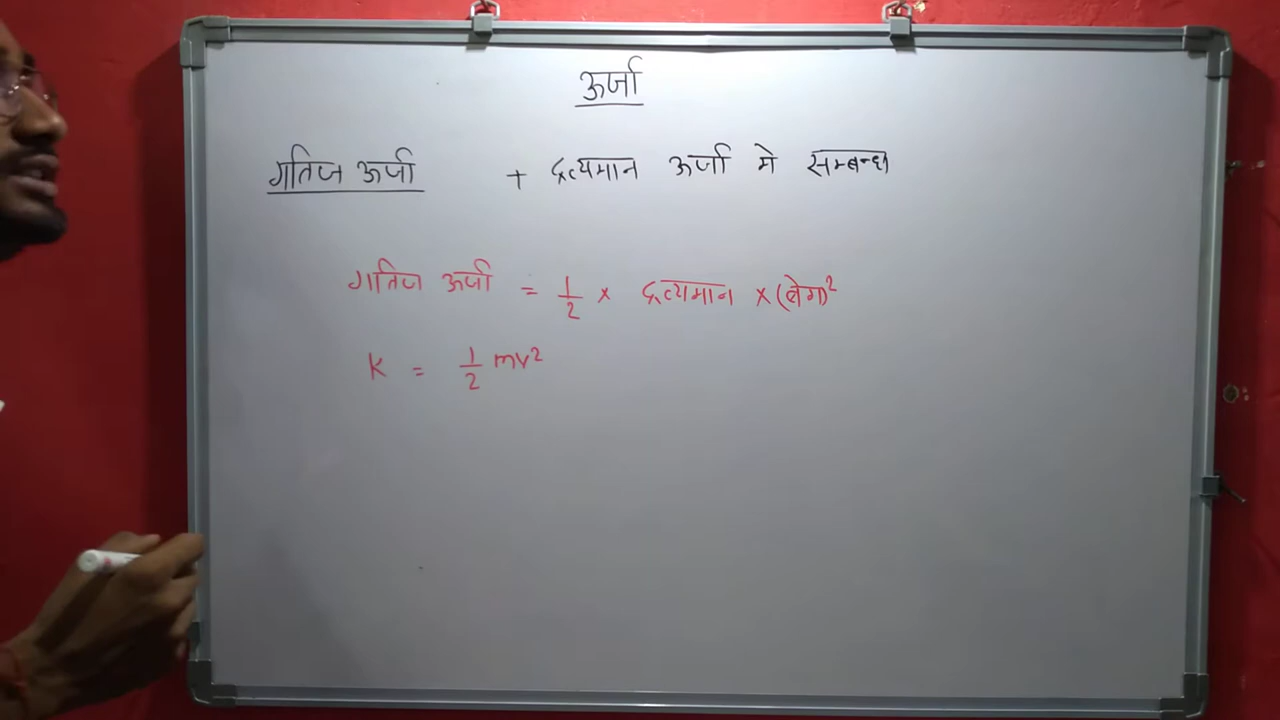 ऊर्जा
गतिज ऊर्जा + द्रव्यमान ऊर्जा मे सम्बन्ध
गतिज ऊर्जा = 1/2 × द्रव्यमान × (वेग)²
K = 1/2 mv²